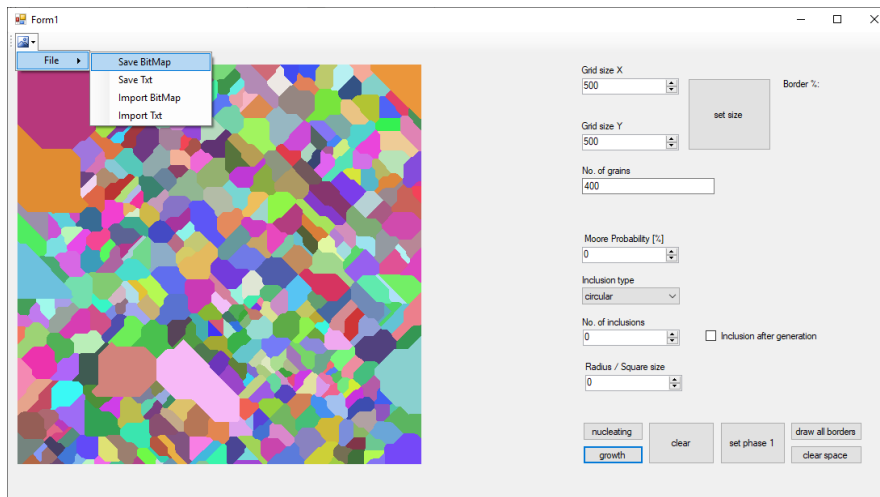 Form1
File
Save BitMap
Save Txt
Import BitMap
Import Txt
Grid size X
500
set size
Border %:
Grid size Y
500
No. of grains
400
Moore Probability [%]
0
Inclusion type
circular
No. of inclusions
0
Inclusion after generation
Radius / Square size
0
nucleating
growth
clear
set phase 1
draw all borders
clear space